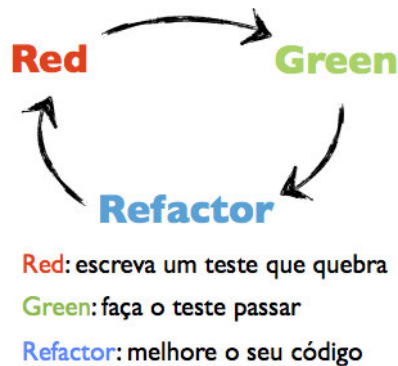 Red
Green
Refactor
Red: escreva um teste que quebra
Green: faça o teste passar
Refactor: melhore o seu código